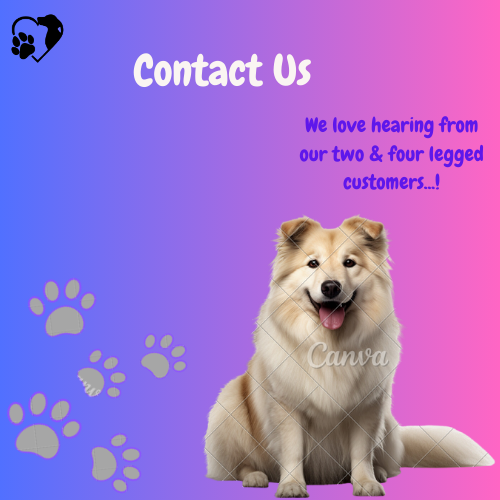 Contact Us
We love hearing from
our two & four legged
customers...!
Canva